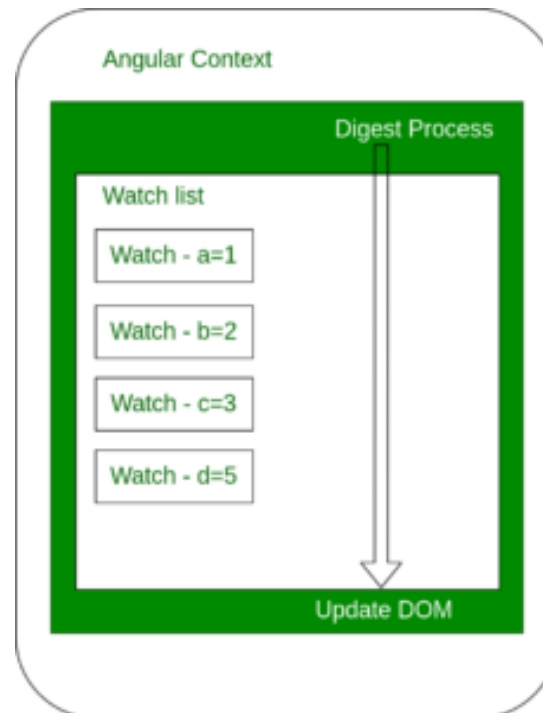 Angular Context
Digest Process
Watch list
Watch - a=1
Watch - b=2
Watch - c=3
Watch - d=5
Update DOM